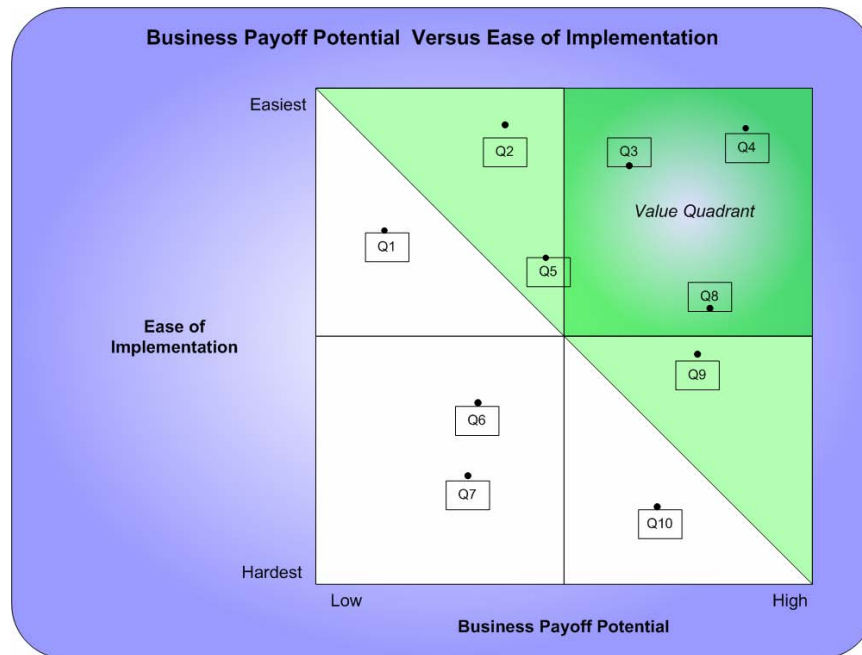 Business Payoff Potential Versus Ease of Implementation
Easiest
Q2
Q3
Q4
Value Quadrant
Q1
Q5
Q8
Ease of
Implementation
Q9
Q6
Q7
Q10
Hardest
Low
High
Business Payoff Potential